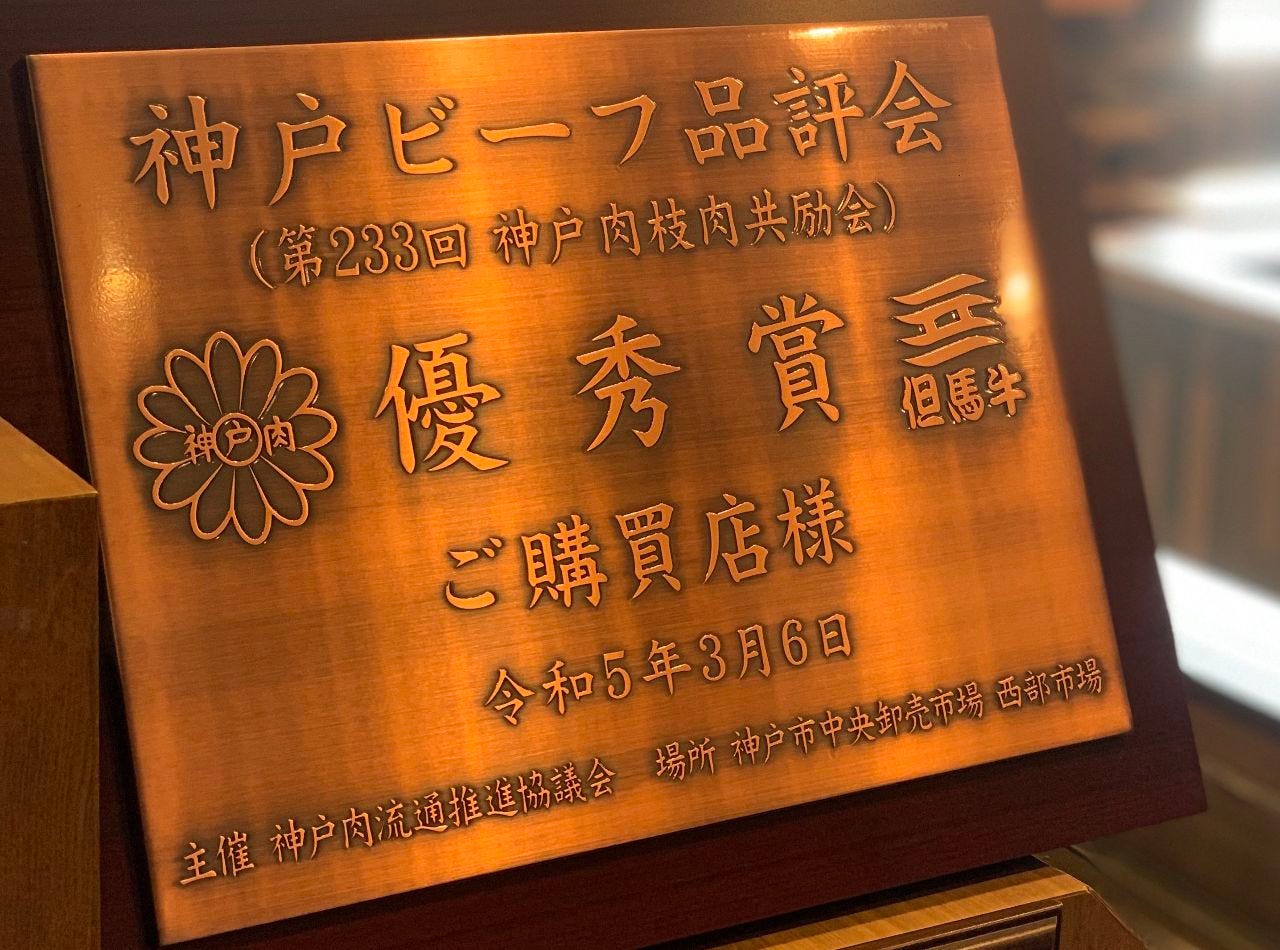 神戸ビーフ品評会
(第233回 神戸肉枝肉共励会)
神戸肉
優秀賞
但馬牛
ご購買店様
令和5年3月6日
主催 神戸肉流通推進協議会 場所 神戸市中央卸売市場 西部市場